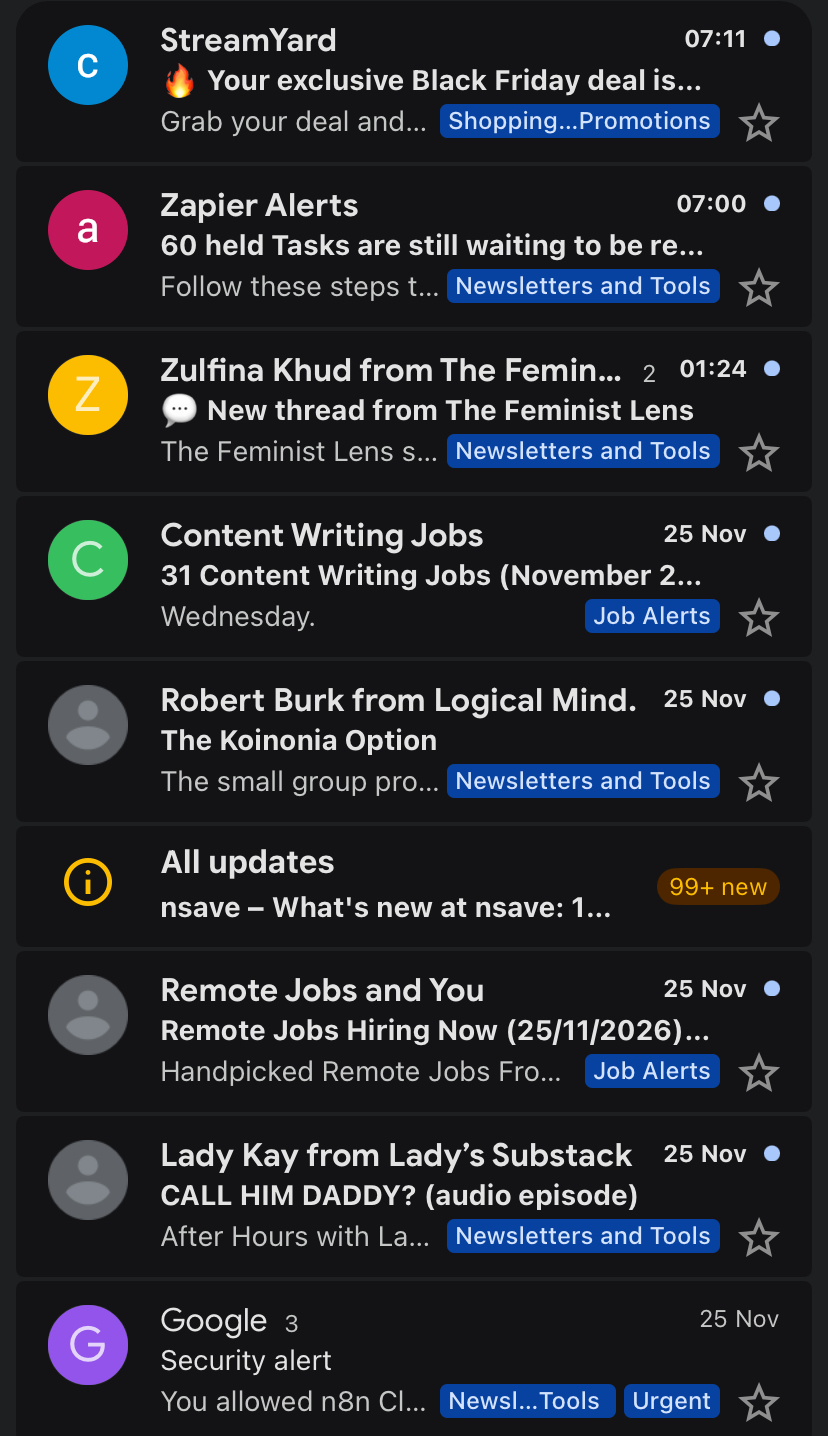 c
StreamYard 07:11
🔥 Your exclusive Black Friday deal is...
Grab your deal and... Shopping...Promotions
a
Zapier Alerts 07:00
60 held Tasks are still waiting to be re...
Follow these steps t... Newsletters and Tools
Z
Zulfina Khud from The Femin... 2 01:24
💬 New thread from The Feminist Lens
The Feminist Lens s... Newsletters and Tools
C
Content Writing Jobs 25 Nov
31 Content Writing Jobs (November 2...
Wednesday. Job Alerts
Robert Burk from Logical Mind. 25 Nov
The Koinonia Option
The small group pro... Newsletters and Tools
All updates
nsave – What's new at nsave: 1... 99+ new
Remote Jobs and You 25 Nov
Remote Jobs Hiring Now (25/11/2026)...
Handpicked Remote Jobs Fro... Job Alerts
Lady Kay from Lady’s Substack 25 Nov
CALL HIM DADDY? (audio episode)
After Hours with La... Newsletters and Tools
G
Google 3 25 Nov
Security alert
You allowed n8n Cl... Newsl...Tools Urgent